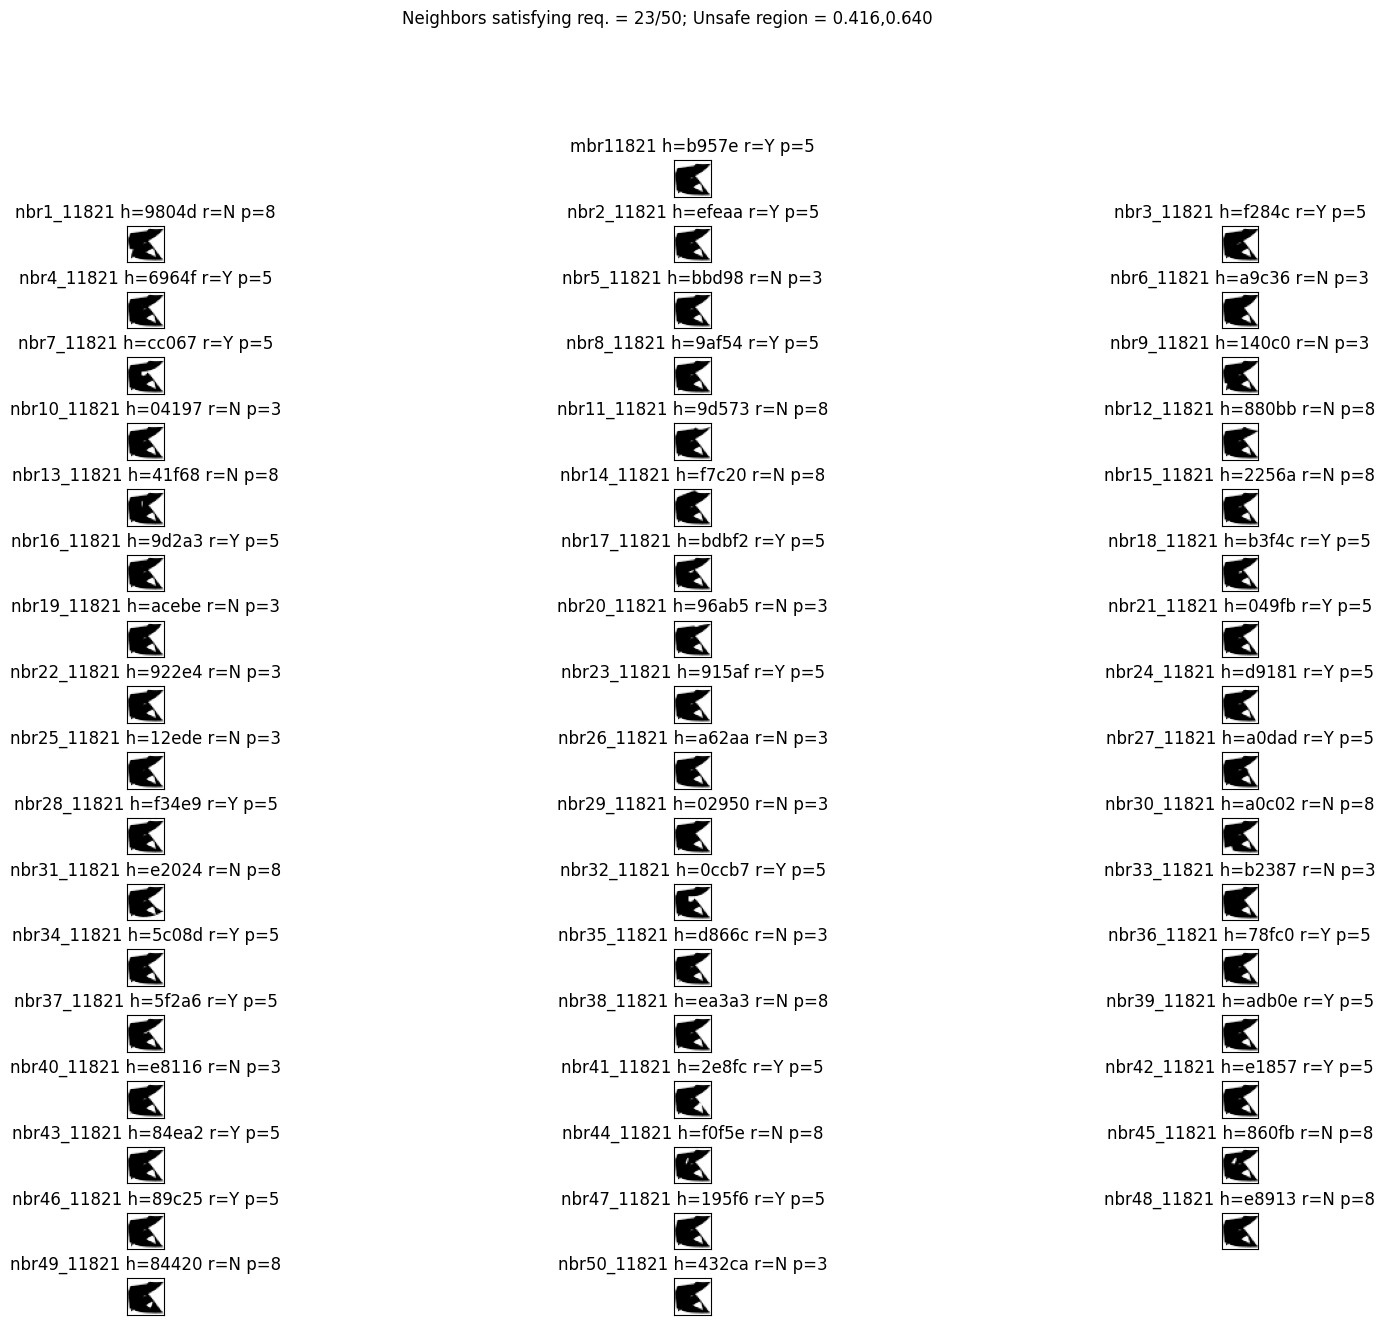 Neighbors satisfying req. = 23/50; Unsafe region = 0.416,0.640
mbr11821 h=b957e r=Y p=5
nbr1_11821 h=9804d r=N p=8 nbr2_11821 h=efeaa r=Y p=5 nbr3_11821 h=f284c r=Y p=5
nbr4_11821 h=6964f r=Y p=5 nbr5_11821 h=bbd98 r=N p=3 nbr6_11821 h=a9c36 r=N p=3
nbr7_11821 h=cc067 r=Y p=5 nbr8_11821 h=9af54 r=Y p=5 nbr9_11821 h=140c0 r=N p=3
nbr10_11821 h=04197 r=N p=3 nbr11_11821 h=9d573 r=N p=8 nbr12_11821 h=880bb r=N p=8
nbr13_11821 h=41f68 r=N p=8 nbr14_11821 h=f7c20 r=N p=8 nbr15_11821 h=2256a r=N p=8
nbr16_11821 h=9d2a3 r=Y p=5 nbr17_11821 h=bdbf2 r=Y p=5 nbr18_11821 h=b3f4c r=Y p=5
nbr19_11821 h=acebe r=N p=3 nbr20_11821 h=96ab5 r=N p=3 nbr21_11821 h=049fb r=Y p=5
nbr22_11821 h=922e4 r=N p=3 nbr23_11821 h=915af r=Y p=5 nbr24_11821 h=d9181 r=Y p=5
nbr25_11821 h=12ede r=N p=3 nbr26_11821 h=a62aa r=N p=3 nbr27_11821 h=a0dad r=Y p=5
nbr28_11821 h=f34e9 r=Y p=5 nbr29_11821 h=02950 r=N p=3 nbr30_11821 h=a0c02 r=N p=8
nbr31_11821 h=e2024 r=N p=8 nbr32_11821 h=0ccb7 r=Y p=5 nbr33_11821 h=b2387 r=N p=3
nbr34_11821 h=5c08d r=Y p=5 nbr35_11821 h=d866c r=N p=3 nbr36_11821 h=78fc0 r=Y p=5
nbr37_11821 h=5f2a6 r=Y p=5 nbr38_11821 h=ea3a3 r=N p=8 nbr39_11821 h=adb0e r=Y p=5
nbr40_11821 h=e8116 r=N p=3 nbr41_11821 h=2e8fc r=Y p=5 nbr42_11821 h=e1857 r=Y p=5
nbr43_11821 h=84ea2 r=Y p=5 nbr44_11821 h=f0f5e r=N p=8 nbr45_11821 h=860fb r=N p=8
nbr46_11821 h=89c25 r=Y p=5 nbr47_11821 h=195f6 r=Y p=5 nbr48_11821 h=e8913 r=N p=8
nbr49_11821 h=84420 r=N p=8 nbr50_11821 h=432ca r=N p=3